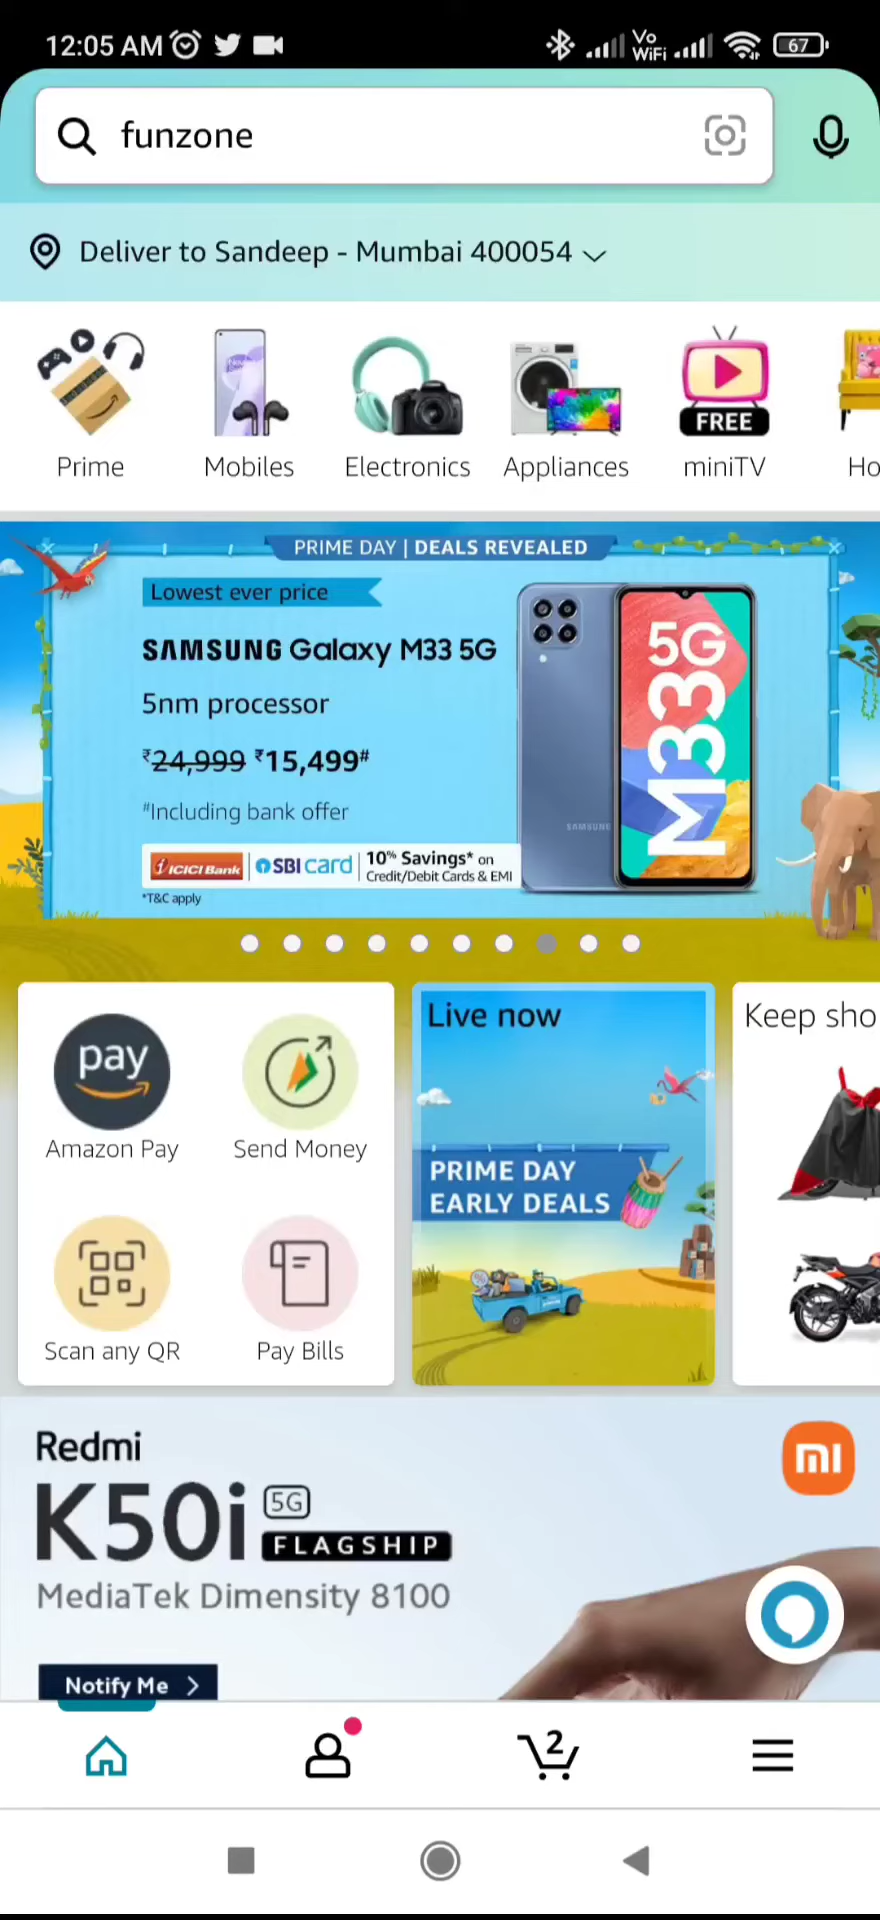 12:05 AM
Vo
WiFi
67
funzone
Deliver to Sandeep - Mumbai 400054
Prime
Mobiles
Electronics
Appliances
FREE
miniTV
Ho
PRIME DAY | DEALS REVEALED
Lowest ever price
SAMSUNG Galaxy M33 5G
5nm processor
₹24,999 ₹15,499#
#Including bank offer
ICICI Bank
SBI card
10% Savings* on
Credit/Debit Cards & EMI
*T&C apply
SAMSUNG
5G
M33
pay
Amazon Pay
Send Money
Scan any QR
Pay Bills
Live now
PRIME DAY
EARLY DEALS
Keep sho
Redmi
K50i 5G
FLAGSHIP
MediaTek Dimensity 8100
mi
Notify Me
2